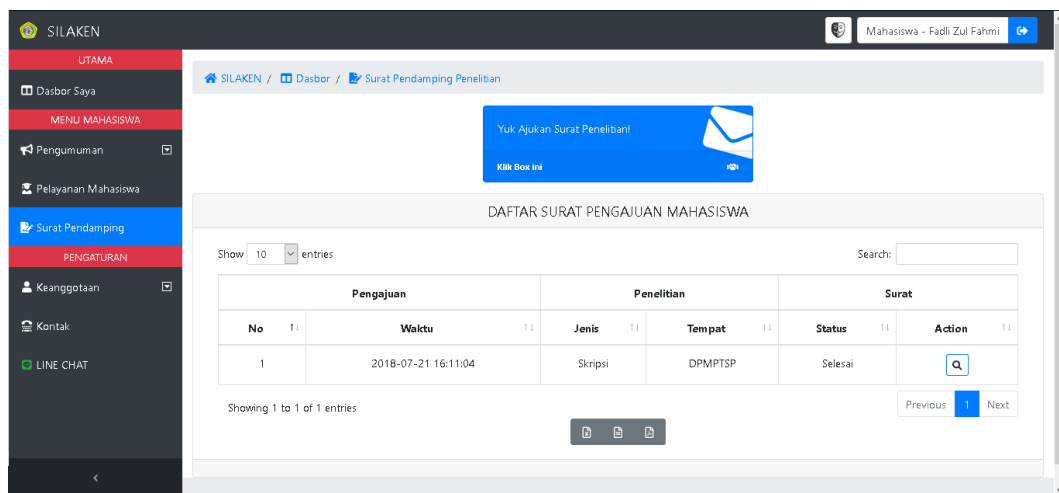 SILAKEN
Mahasiswa - Fadli Zul Fahmi
UTAMA
Dasbor Saya
MENU MAHASISWA
Pengumuman
Pelayanan Mahasiswa
Surat Pendamping
PENGATURAN
Keanggotaan
Kontak
LINE CHAT
SILAKEN / Dasbor / Surat Pendamping Penelitian
Yuk Ajukan Surat Penelitian!
Klik Box ini
DAFTAR SURAT PENGAJUAN MAHASISWA
Show 10 entries Search:
Pengajuan Penelitian Surat
No Waktu Jenis Tempat Status Action
1 2018-07-21 16:11:04 Skripsi DPMPTSP Selesai
Showing 1 to 1 of 1 entries
Previous 1 Next